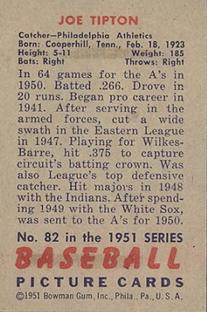 JOE TIPTON
Catcher—Philadelphia Athletics
Born: Cooperhill, Tenn., Feb. 18, 1923
Height: 5-11 Weight: 185
Bats: Right Throws: Right
In 64 games for the A's in
1950. Batted .266. Drove in
20 runs. Began pro career in
1941. After serving in the
armed forces, cut a wide
swath in the Eastern League
in 1947. Playing for Wilkes-
Barre, hit .375 to capture
circuit's batting crown. Was
also League's top defensive
catcher. Hit majors in 1948
with the Indians. After spend-
ing 1949 with the White Sox,
was sent to the A's for 1950.
No. 82 in the 1951 SERIES
BASEBALL
PICTURE CARDS
©1951 Bowman Gum, Inc., Phila., Pa., U. S. A.